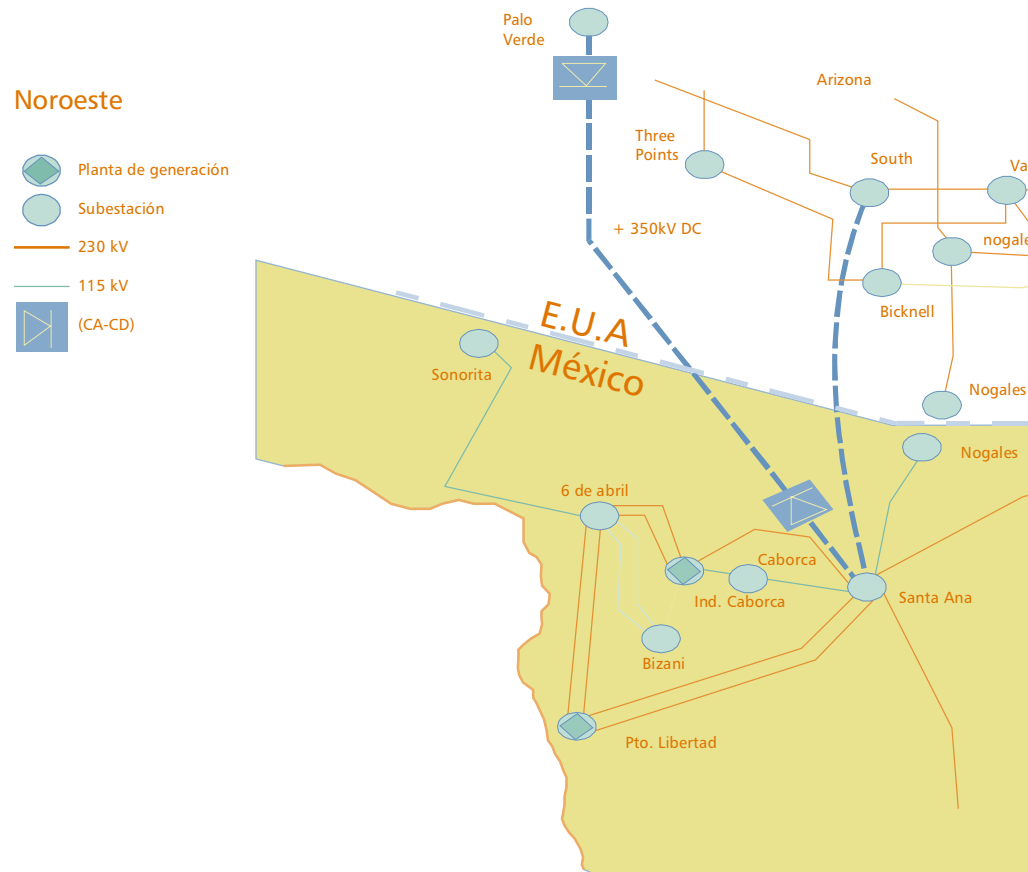 Palo
Verde
Noroeste
Arizona
Three
Points
South
Va
Planta de generación
Subestación
+ 350kV DC
230 kV
nogale
115 kV
(CA-CD)
Bicknell
E.U.A
México
Sonorita
Nogales
Nogales
6 de abril
Caborca
Ind. Caborca
Santa Ana
Bizani
Pto. Libertad